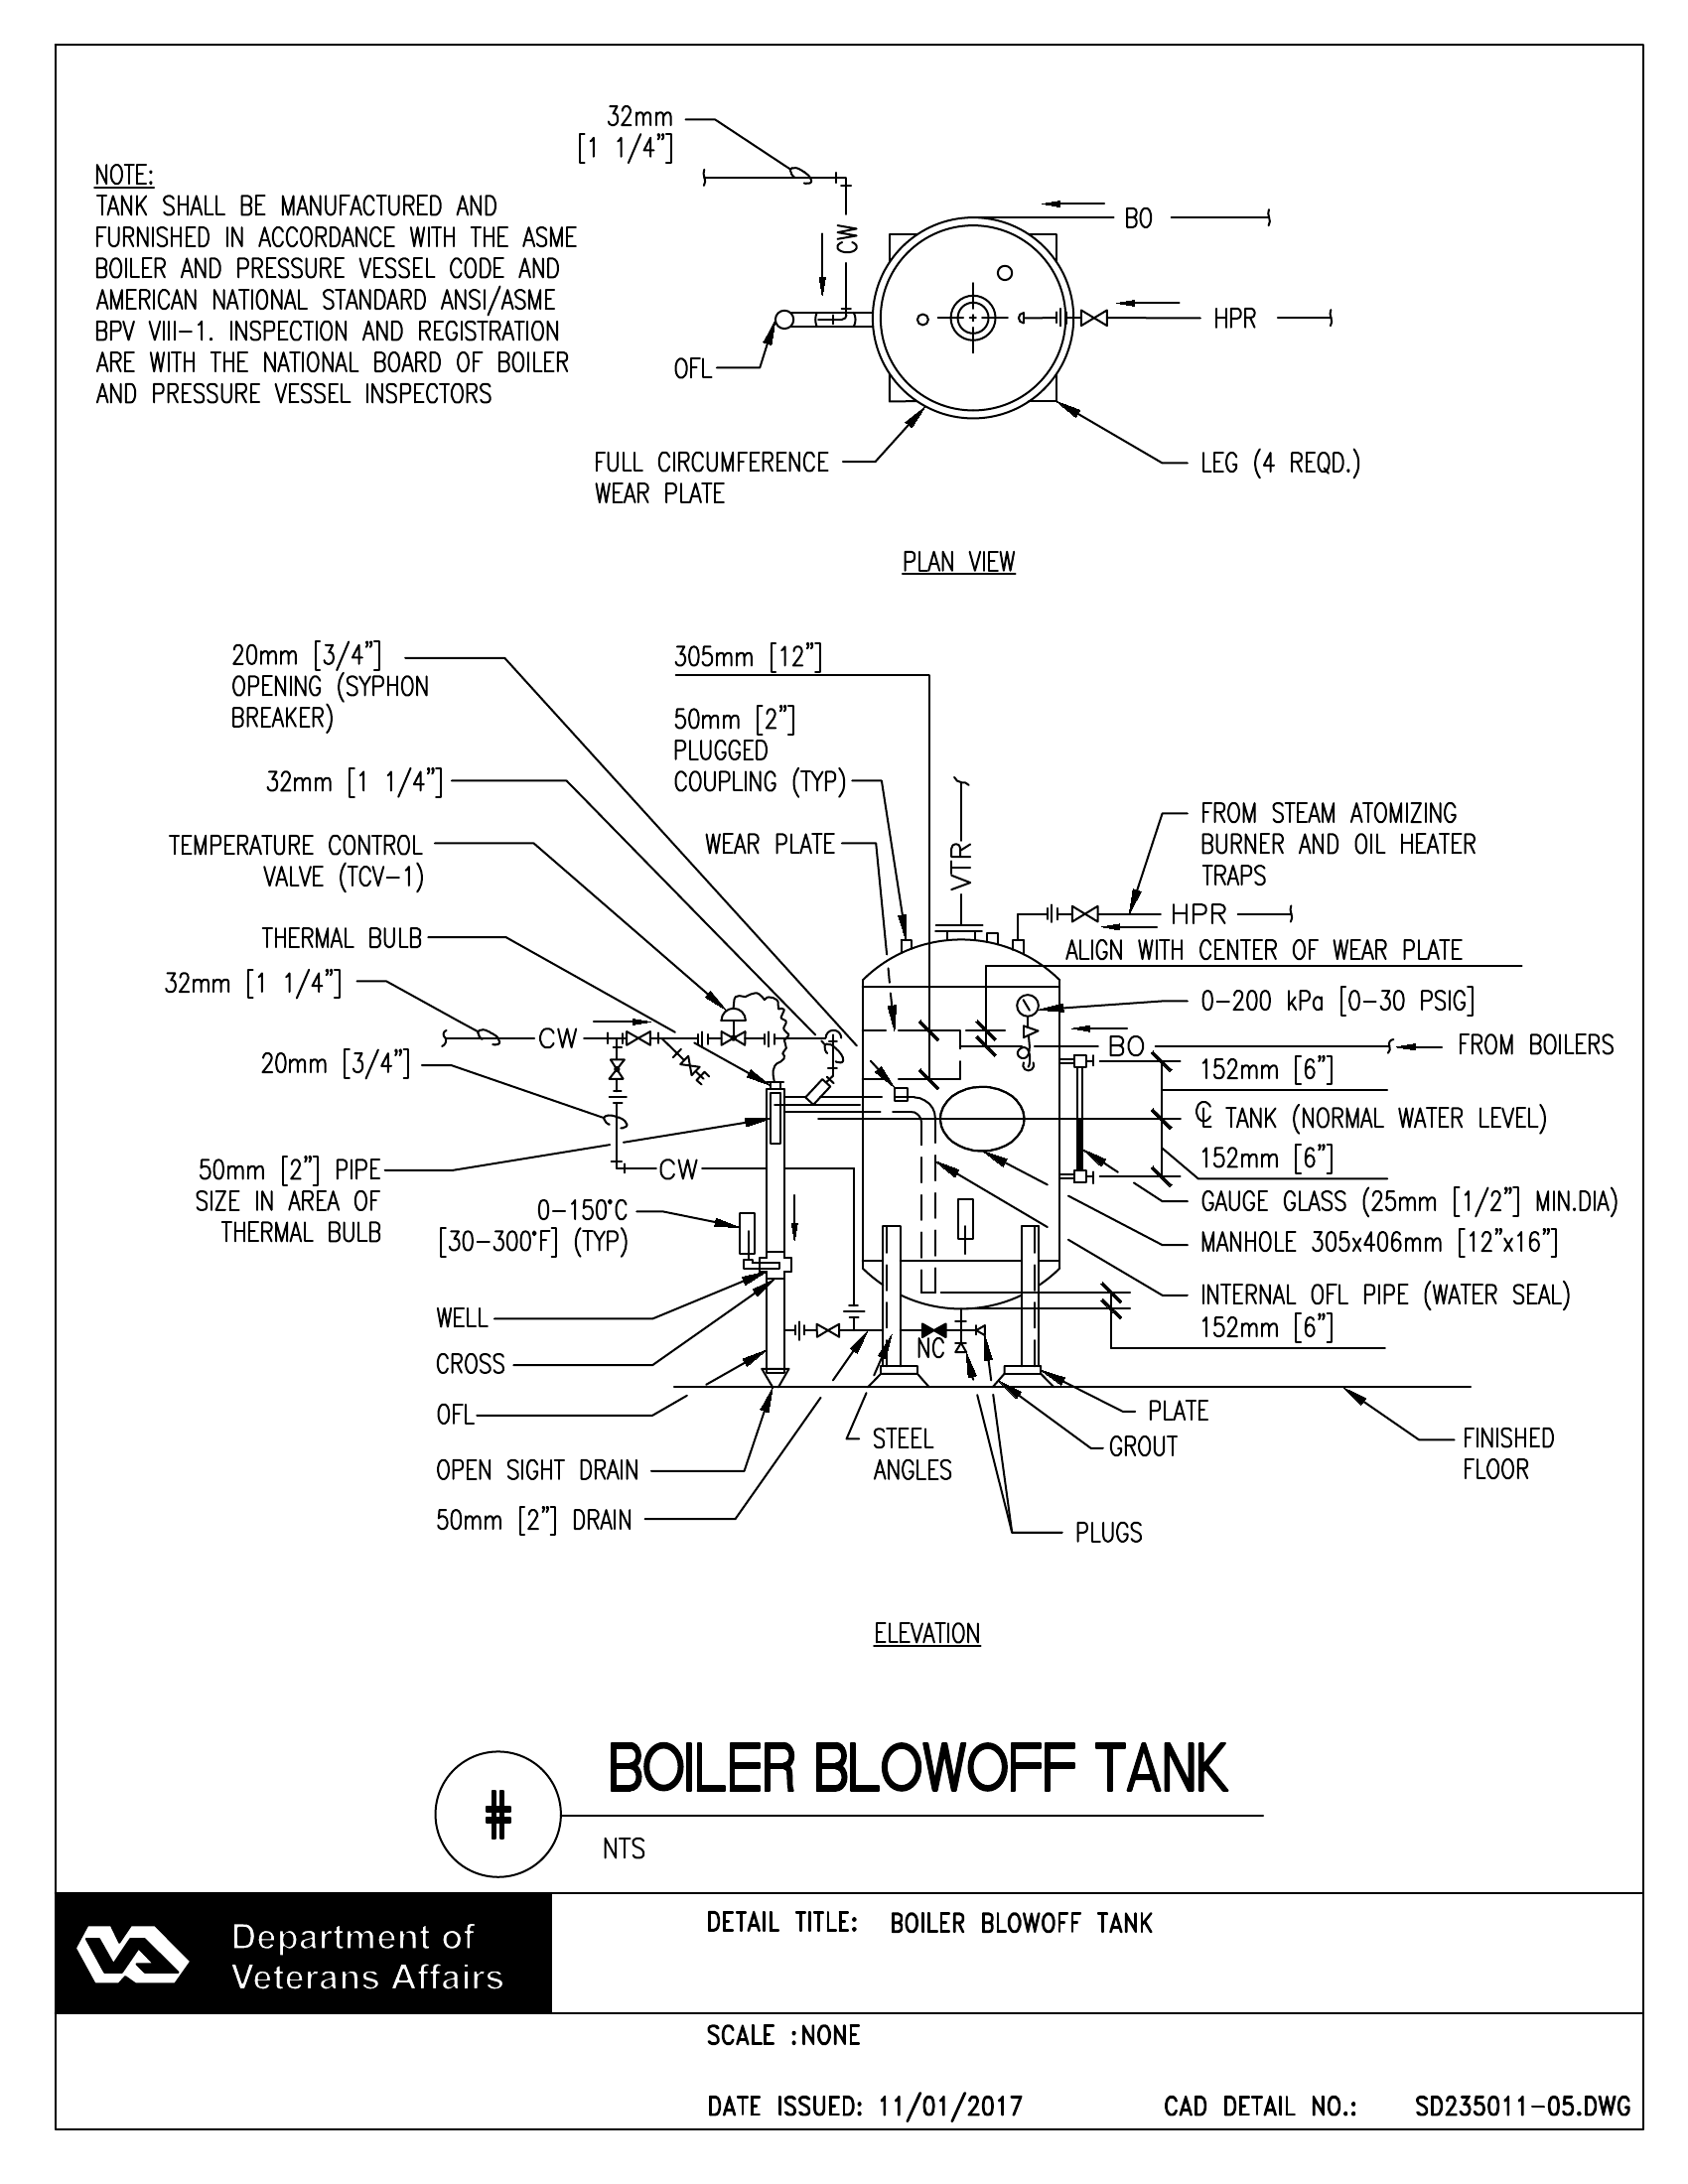 32mm
[1 1/4"]
NOTE:
TANK SHALL BE MANUFACTURED AND
FURNISHED IN ACCORDANCE WITH THE ASME
BOILER AND PRESSURE VESSEL CODE AND
AMERICAN NATIONAL STANDARD ANSI/ASME
BPV VIII-1. INSPECTION AND REGISTRATION
ARE WITH THE NATIONAL BOARD OF BOILER
AND PRESSURE VESSEL INSPECTORS
BO
CW
HPR
OFL
FULL CIRCUMFERENCE
WEAR PLATE
LEG (4 REQD.)
PLAN VIEW
20mm [3/4"]
OPENING (SYPHON
BREAKER)
305mm [12"]
50mm [2"]
PLUGGED
COUPLING (TYP)
32mm [1 1/4"]
TEMPERATURE CONTROL
VALVE (TCV-1)
WEAR PLATE
VTR
FROM STEAM ATOMIZING
BURNER AND OIL HEATER
TRAPS
HPR
THERMAL BULB
ALIGN WITH CENTER OF WEAR PLATE
32mm [1 1/4"]
0-200 kPa [0-30 PSIG]
CW
BO
FROM BOILERS
20mm [3/4"]
152mm [6"]
℄ TANK (NORMAL WATER LEVEL)
152mm [6"]
50mm [2"] PIPE
SIZE IN AREA OF
THERMAL BULB
CW
GAUGE GLASS (25mm [1/2"] MIN.DIA)
0-150°C
[30-300°F] (TYP)
MANHOLE 305x406mm [12"x16"]
INTERNAL OFL PIPE (WATER SEAL)
152mm [6"]
WELL
NC
CROSS
OFL
PLATE
STEEL
ANGLES
GROUT
FINISHED
FLOOR
OPEN SIGHT DRAIN
50mm [2"] DRAIN
PLUGS
ELEVATION
#
BOILER BLOWOFF TANK
NTS
VA
Department of
Veterans Affairs
DETAIL TITLE: BOILER BLOWOFF TANK
SCALE :NONE
DATE ISSUED: 11/01/2017
CAD DETAIL NO.: SD235011-05.DWG